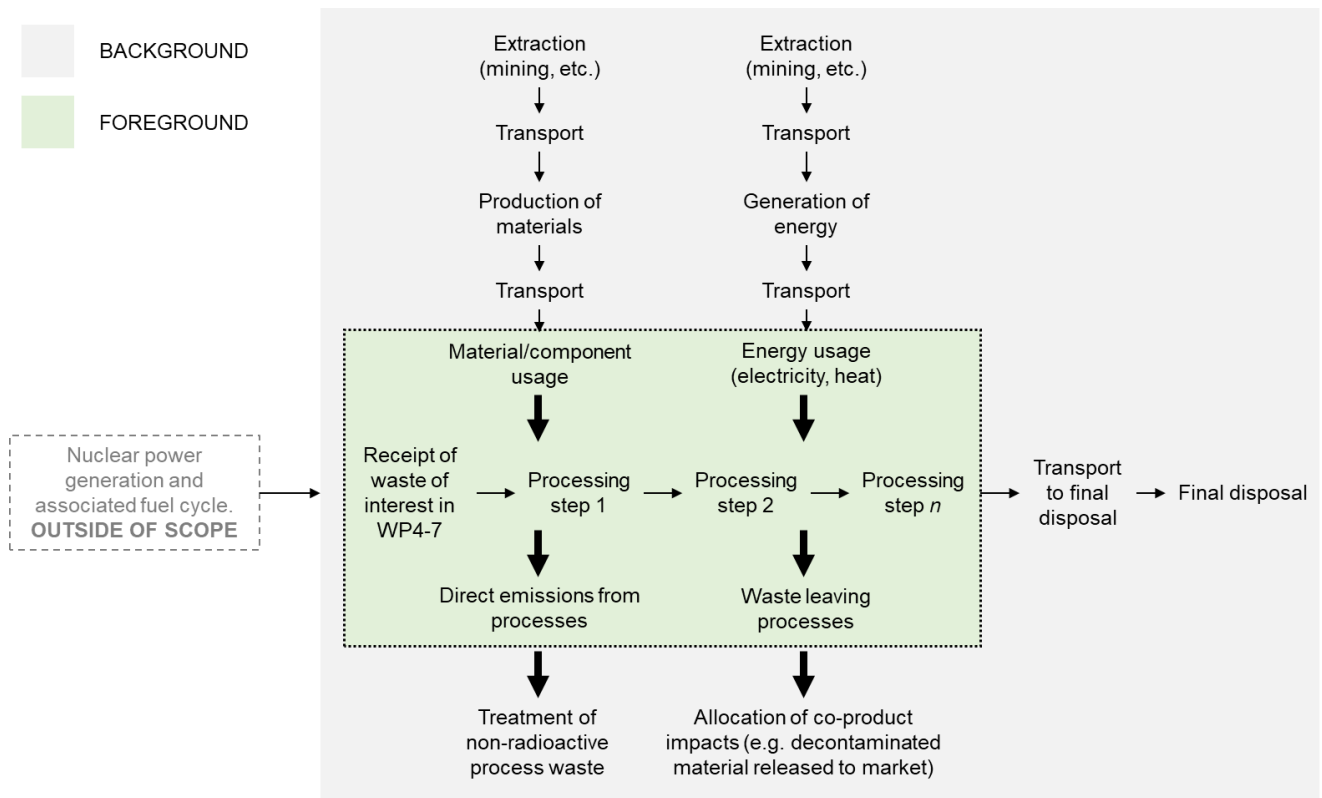 BACKGROUND
FOREGROUND
Extraction
(mining, etc.)
Transport
Production of
materials
Transport
Extraction
(mining, etc.)
Transport
Generation of
energy
Transport
Material/component
usage
Energy usage
(electricity, heat)
Nuclear power
generation and
associated fuel cycle.
OUTSIDE OF SCOPE
Receipt of
waste of
interest in
WP4-7
Processing
step 1
Processing
step 2
Processing
step n
Transport
to final
disposal
Final disposal
Direct emissions from
processes
Waste leaving
processes
Treatment of
non-radioactive
process waste
Allocation of co-product
impacts (e.g. decontaminated
material released to market)